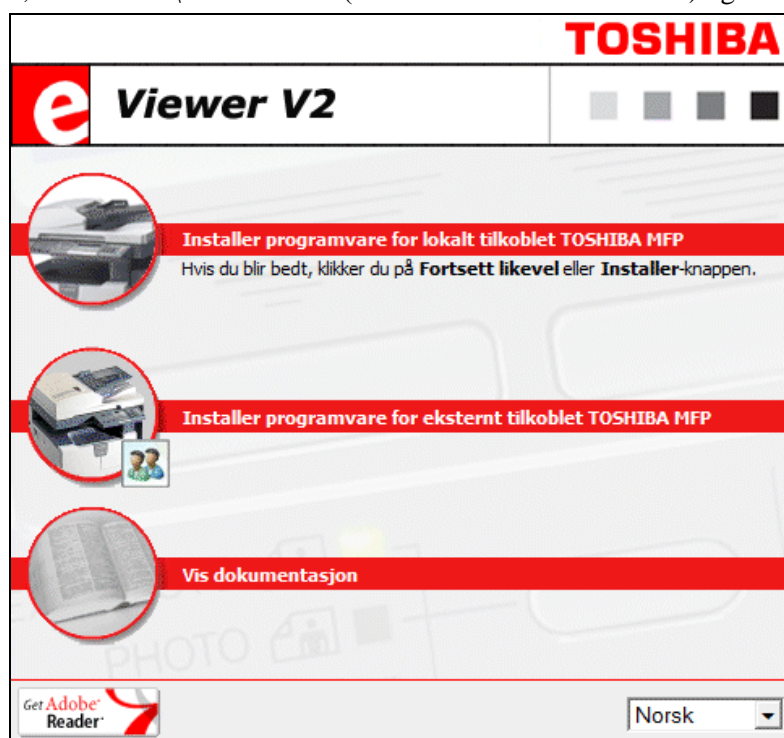 TOSHIBA
e Viewer V2
Installer programvare for lokalt tilkoblet TOSHIBA MFP
Hvis du blir bedt, klikker du på Fortsett likevel eller Installer-knappen.
Installer programvare for eksternt tilkoblet TOSHIBA MFP
Vis dokumentasjon
PHOTO
Get Adobe
Reader
Norsk